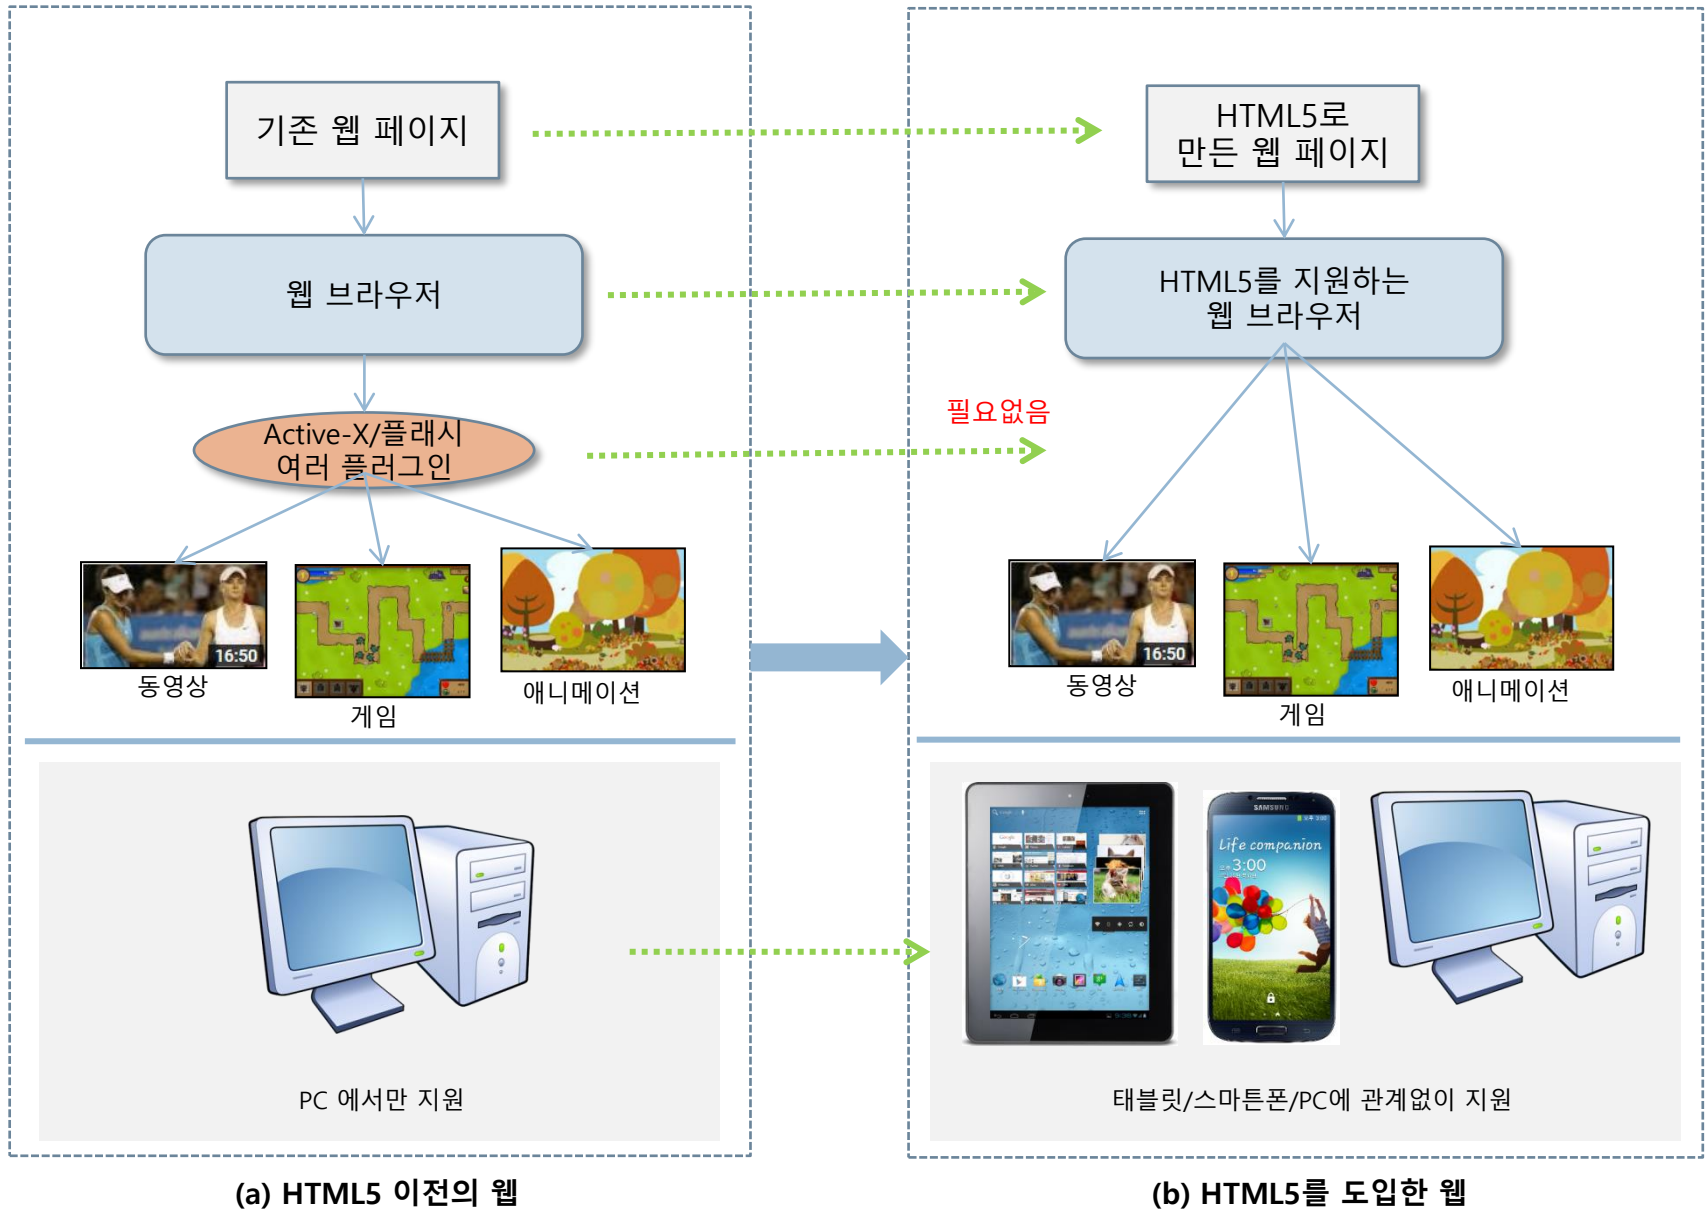 기존 웹 페이지
HTML5로
만든 웹 페이지
웹 브라우저
HTML5를 지원하는
웹 브라우저
필요없음
Active-X/플래시
여러 플러그인
16:50
동영상
게임
애니메이션
16:50
동영상
게임
애니메이션
SAMSUNG
Life companion
3:00
PC 에서만 지원
태블릿/스마트폰/PC에 관계없이 지원
(a) HTML5 이전의 웹
(b) HTML5를 도입한 웹